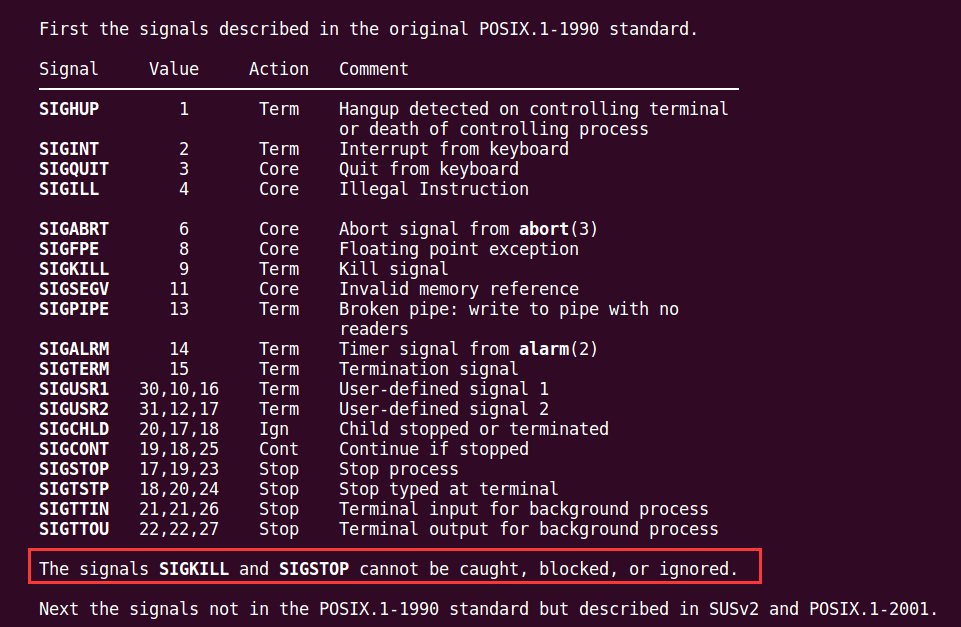 First the signals described in the original POSIX.1-1990 standard.
Signal     Value     Action   Comment
SIGHUP        1       Term    Hangup detected on controlling terminal
                              or death of controlling process
SIGINT        2       Term    Interrupt from keyboard
SIGQUIT       3       Core    Quit from keyboard
SIGILL        4       Core    Illegal Instruction
SIGABRT       6       Core    Abort signal from abort(3)
SIGFPE        8       Core    Floating point exception
SIGKILL       9       Term    Kill signal
SIGSEGV      11       Core    Invalid memory reference
SIGPIPE      13       Term    Broken pipe: write to pipe with no
                              readers
SIGALRM      14       Term    Timer signal from alarm(2)
SIGTERM      15       Term    Termination signal
SIGUSR1   30,10,16    Term    User-defined signal 1
SIGUSR2   31,12,17    Term    User-defined signal 2
SIGCHLD   20,17,18    Ign     Child stopped or terminated
SIGCONT   19,18,25    Cont    Continue if stopped
SIGSTOP   17,19,23    Stop    Stop process
SIGTSTP   18,20,24    Stop    Stop typed at terminal
SIGTTIN   21,21,26    Stop    Terminal input for background process
SIGTTOU   22,22,27    Stop    Terminal output for background process
The signals SIGKILL and SIGSTOP cannot be caught, blocked, or ignored.
Next the signals not in the POSIX.1-1990 standard but described in SUSv2 and POSIX.1-2001.